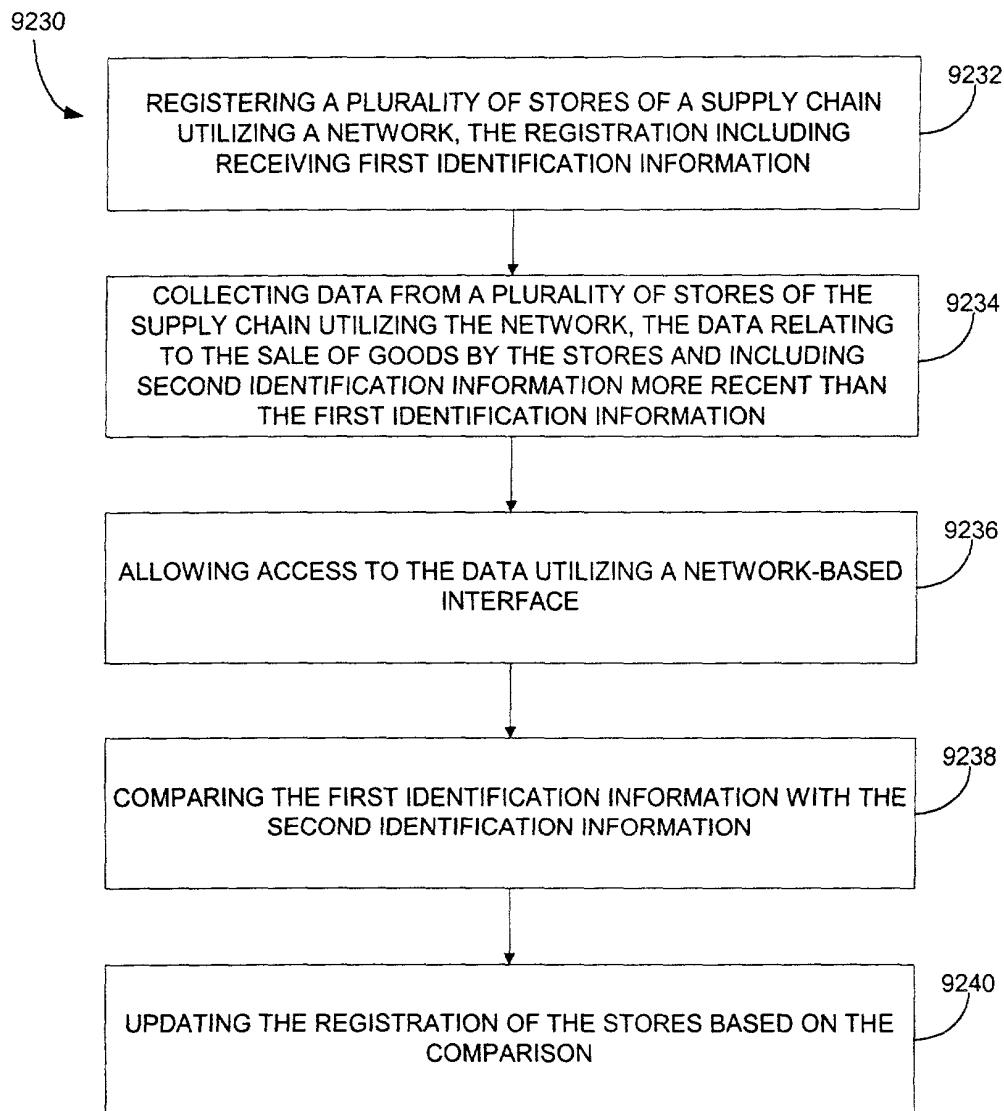 9230
9232
REGISTERING A PLURALITY OF STORES OF A SUPPLY CHAIN
UTILIZING A NETWORK, THE REGISTRATION INCLUDING
RECEIVING FIRST IDENTIFICATION INFORMATION
9234
COLLECTING DATA FROM A PLURALITY OF STORES OF THE
SUPPLY CHAIN UTILIZING THE NETWORK, THE DATA RELATING
TO THE SALE OF GOODS BY THE STORES AND INCLUDING
SECOND IDENTIFICATION INFORMATION MORE RECENT THAN
THE FIRST IDENTIFICATION INFORMATION
9236
ALLOWING ACCESS TO THE DATA UTILIZING A NETWORK-BASED
INTERFACE
9238
COMPARING THE FIRST IDENTIFICATION INFORMATION WITH THE
SECOND IDENTIFICATION INFORMATION
9240
UPDATING THE REGISTRATION OF THE STORES BASED ON THE
COMPARISON